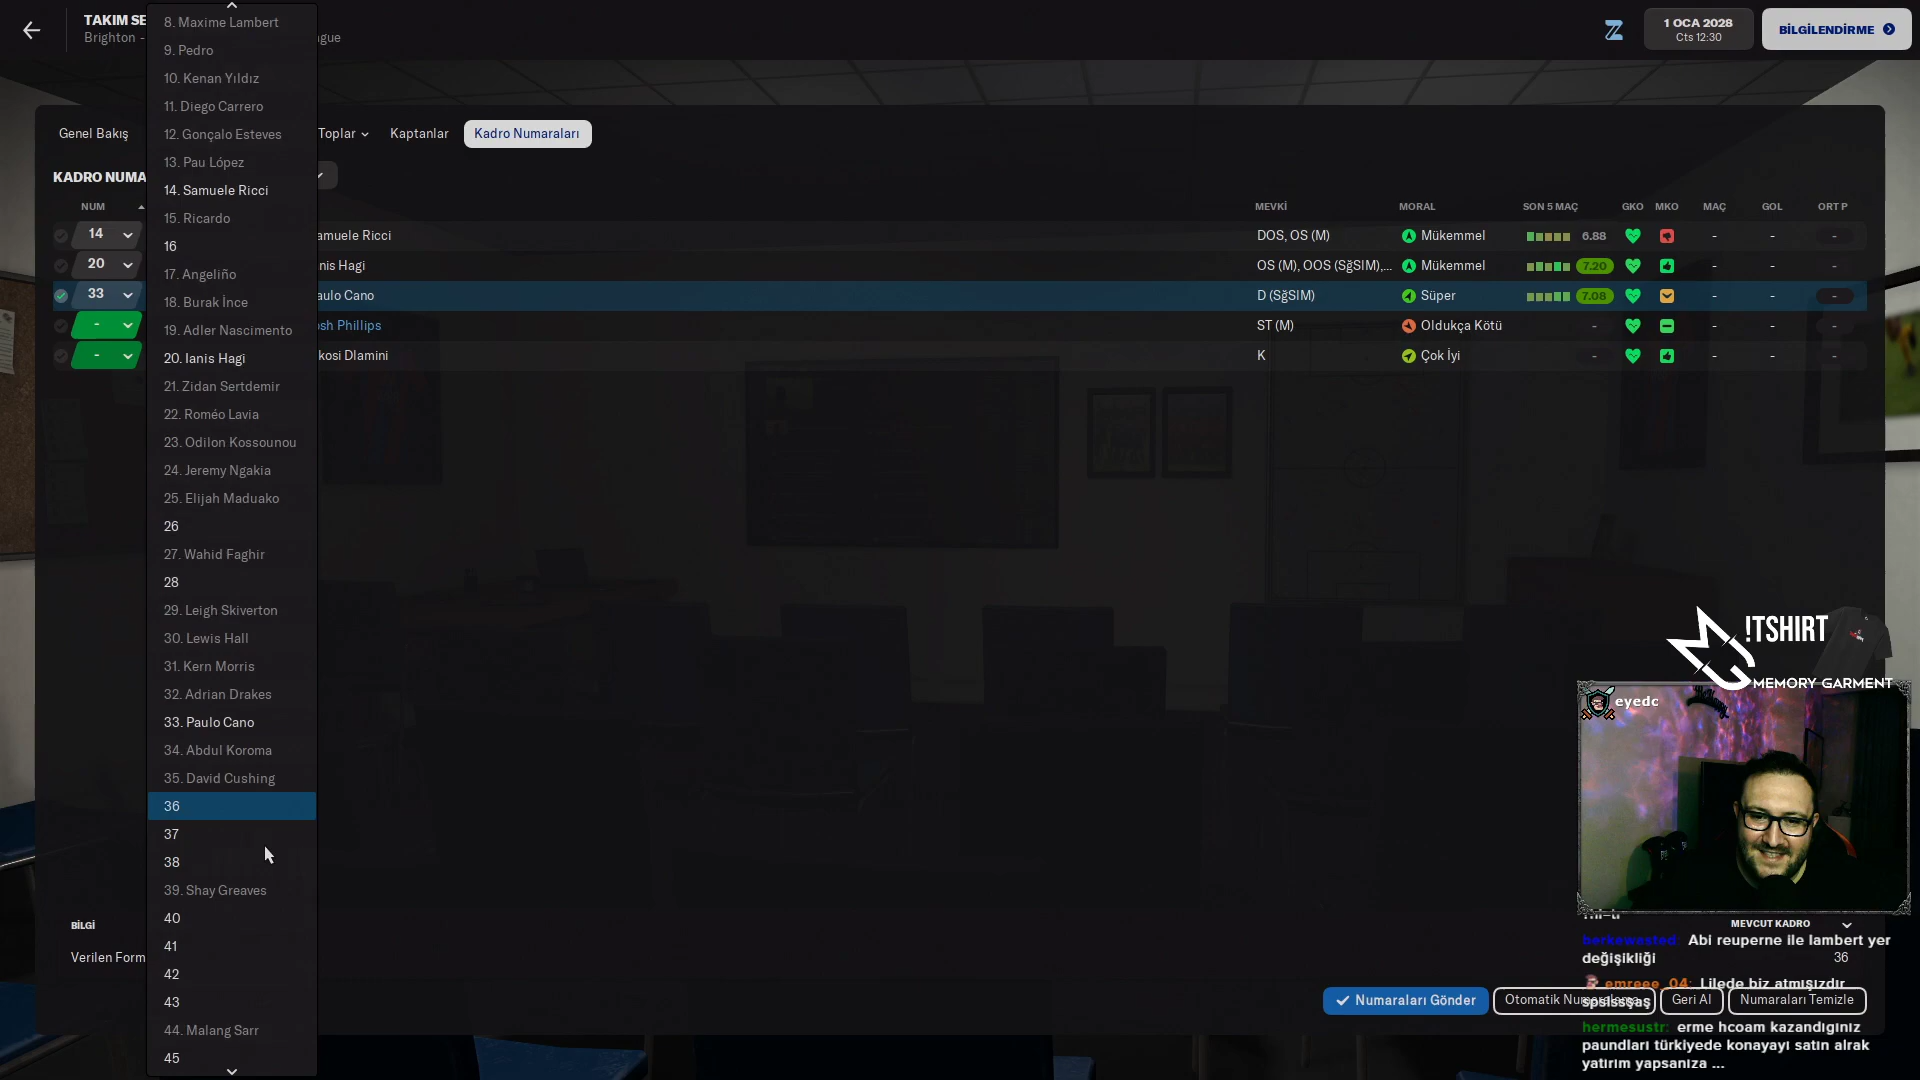 TAKIM SE
Brighton -
gue
1 OCA 2028
Cts 12:30
BİLGİLENDİRME
Genel Bakış
Toplar
Kaptanlar
Kadro Numaraları
KADRO NUMA
NUM
MEVKİ
MORAL
SON 5 MAÇ
GKO
MKO
MAÇ
GOL
ORT P
14
amuele Ricci
DOS, OS (M)
Mükemmel
6.88
-
-
-
20
nis Hagi
OS (M), OOS (SğSIM),...
Mükemmel
7.20
-
-
-
33
aulo Cano
D (SğSIM)
Süper
7.08
-
-
-
-
osh Phillips
ST (M)
Oldukça Kötü
-
-
-
-
-
kosi Dlamini
K
Çok İyi
-
-
-
-
8. Maxime Lambert
9. Pedro
10. Kenan Yıldız
11. Diego Carrero
12. Gonçalo Esteves
13. Pau López
14. Samuele Ricci
15. Ricardo
16
17. Angeliño
18. Burak İnce
19. Adler Nascimento
20. Ianis Hagi
21. Zidan Sertdemir
22. Roméo Lavia
23. Odilon Kossounou
24. Jeremy Ngakia
25. Elijah Maduako
26
27. Wahid Faghir
28
29. Leigh Skiverton
30. Lewis Hall
31. Kern Morris
32. Adrian Drakes
33. Paulo Cano
34. Abdul Koroma
35. David Cushing
36
37
38
39. Shay Greaves
40
41
42
43
44. Malang Sarr
45
BİLGİ
Verilen Form
!TSHIRT
MEMORY GARMENT
eyedc
MEVCUT KADRO
36
berkewasted: Abi reuperne ile lambert yer
değişikliği
emreee_04: Lilede biz atmışızdır
spsissşaş
hermesustr: erme hcoam kazandıgınız
paundları türkiyede konayayı satın alrak
yatırım yapsanıza ...
Numaraları Gönder
Otomatik Numaralama
Geri Al
Numaraları Temizle